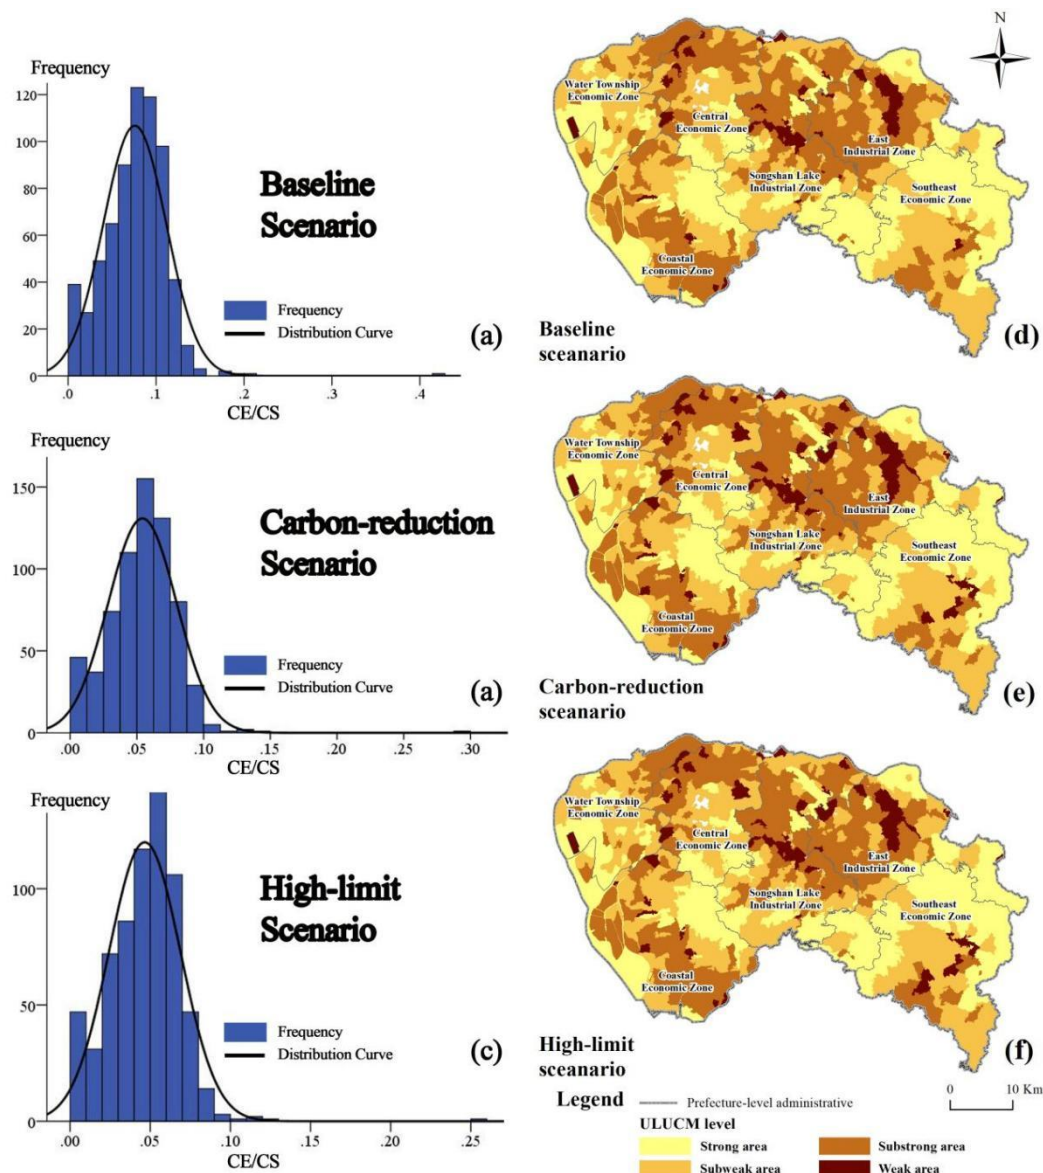 Frequency
120
100
80
60
40
20
0
.0
.1
.2
.3
.4
CE/CS
Baseline
Scenario
Frequency
Distribution Curve
(a)
Frequency
150
100
50
0
.00
.05
.10
.15
.20
.25
.30
CE/CS
Carbon-reduction
Scenario
Frequency
Distribution Curve
(a)
Frequency
100
50
0
.00
.05
.10
.15
.20
.25
CE/CS
High-limit
Scenario
Frequency
Distribution Curve
(c)
N
Water Township
Economic Zone
Central
Economic Zone
East
Industrial Zone
Songshan Lake
Industrial Zone
Southeast
Economic Zone
Coastal
Economic Zone
Baseline
sceanario
(d)
Water Township
Economic Zone
Central
Economic Zone
East
Industrial Zone
Songshan Lake
Industrial Zone
Southeast
Economic Zone
Coastal
Economic Zone
Carbon-reduction
sceanario
(e)
Water Township
Economic Zone
Central
Economic Zone
East
Industrial Zone
Songshan Lake
Industrial Zone
Southeast
Economic Zone
Coastal
Economic Zone
High-limit
sceanario
(f)
0 10 Km
Legend
Prefecture-level administrative
ULUCM level
Strong area
Substrong area
Subweak area
Weak area